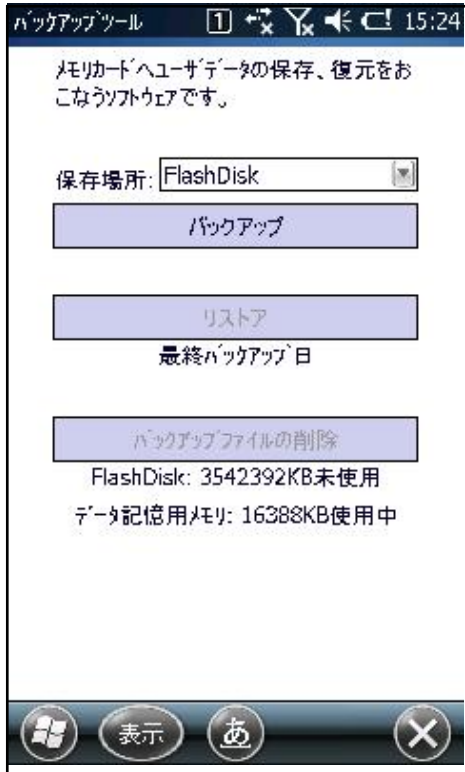 ﾊﾞｯｸｱｯﾌﾟﾂｰﾙ 1 15:24
ﾒﾓﾘｶｰﾄﾞへﾕｰｻﾞﾃﾞｰﾀの保存、復元をお
こなうｿﾌﾄｳｪｱです。
保存場所: FlashDisk
ﾊﾞｯｸｱｯﾌﾟ
ﾘｽﾄｱ
最終ﾊﾞｯｸｱｯﾌﾟ日
ﾊﾞｯｸｱｯﾌﾟﾌｧｲﾙの削除
FlashDisk: 3542392KB未使用
ﾃﾞｰﾀ記憶用ﾒﾓﾘ: 16388KB使用中
表示 あ